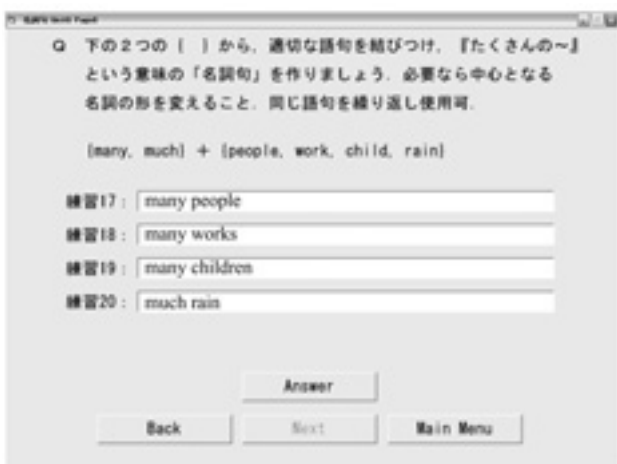 Q 下の2つの { } から, 適切な語句を結びつけ, 『たくさんの~』
という意味の「名詞句」を作りましょう. 必要なら中心となる
名詞の形を変えること. 同じ語句を繰り返し使用可.
{many, much} + {people, work, child, rain}
練習17: many people
練習18: many works
練習19: many children
練習20: much rain
Answer
Back Next Main Menu